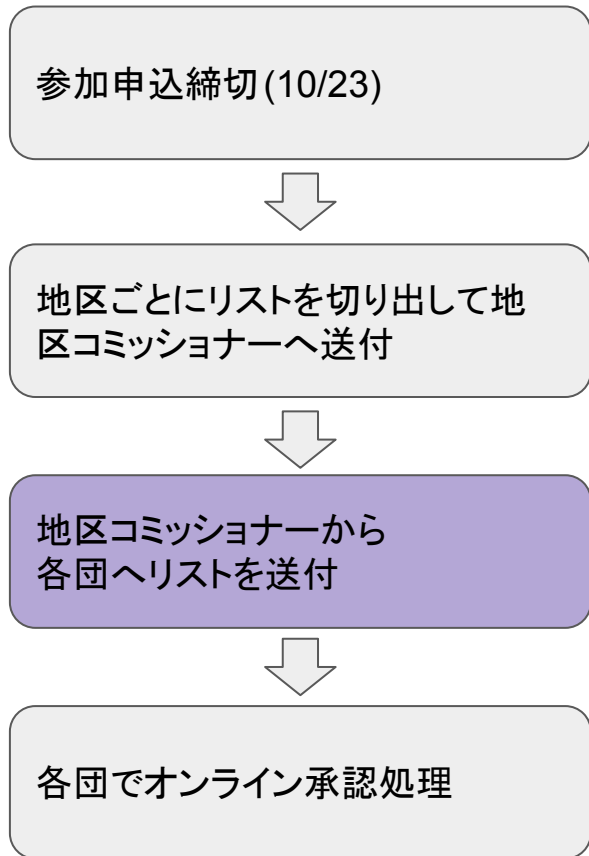 参加申込締切(10/23)
地区ごとにリストを切り出して地
区コミッショナーへ送付
地区コミッショナーから
各団へリストを送付
各団でオンライン承認処理